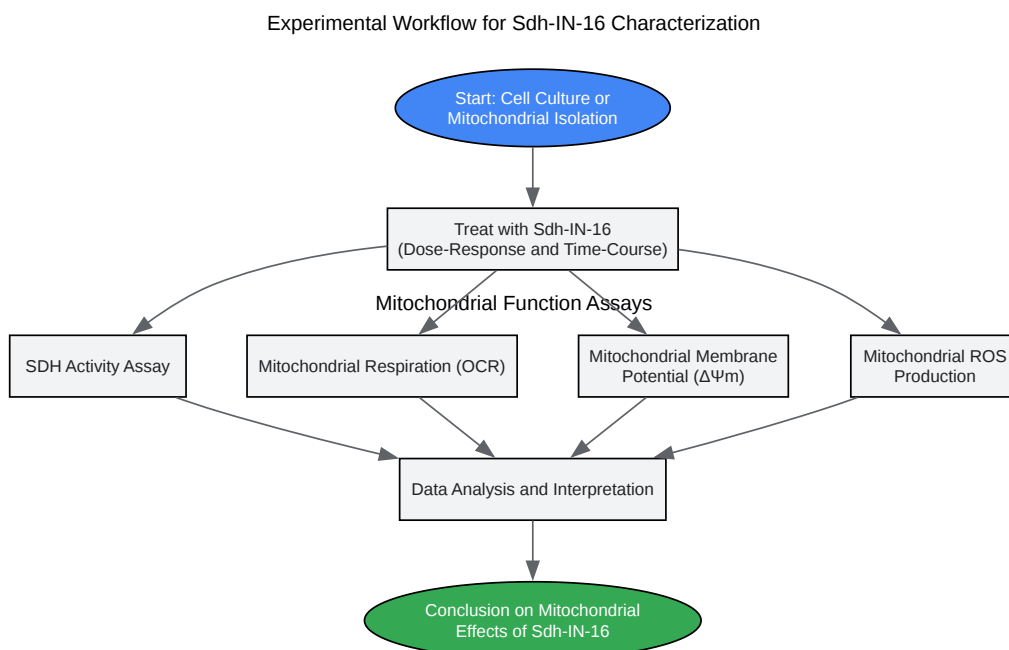 Experimental Workflow for Sdh-IN-16 Characterization
Start: Cell Culture or
Mitochondrial Isolation
Treat with Sdh-IN-16
(Dose-Response and Time-Course)
Mitochondrial Function Assays
SDH Activity Assay
Mitochondrial Respiration (OCR)
Mitochondrial Membrane
Potential (ΔΨm)
Mitochondrial ROS
Production
Data Analysis and Interpretation
Conclusion on Mitochondrial
Effects of Sdh-IN-16